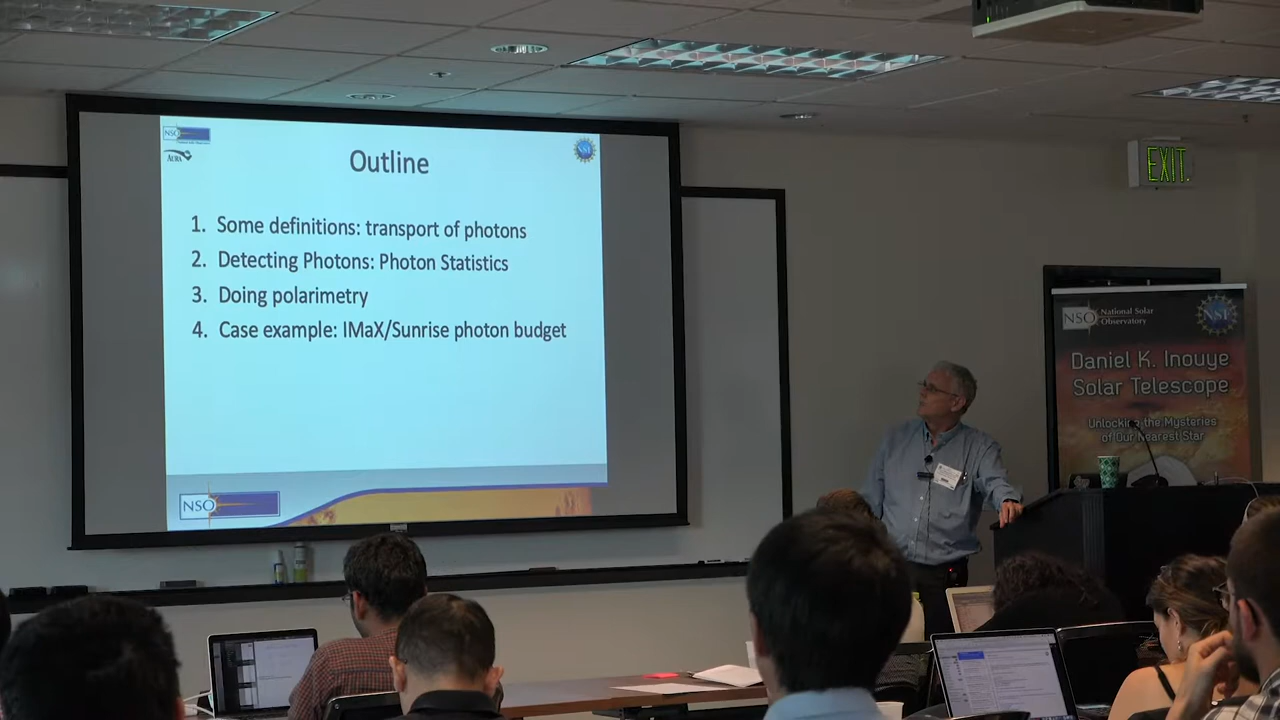 NSO
AURA
NSF
Outline
1. Some definitions: transport of photons
2. Detecting Photons: Photon Statistics
3. Doing polarimetry
4. Case example: IMaX/Sunrise photon budget
NSO
EXIT
NSO National Solar
Observatory
NSF
Daniel K. Inouye
Solar Telescope
Unlocking the Mysteries
of Our Nearest Star